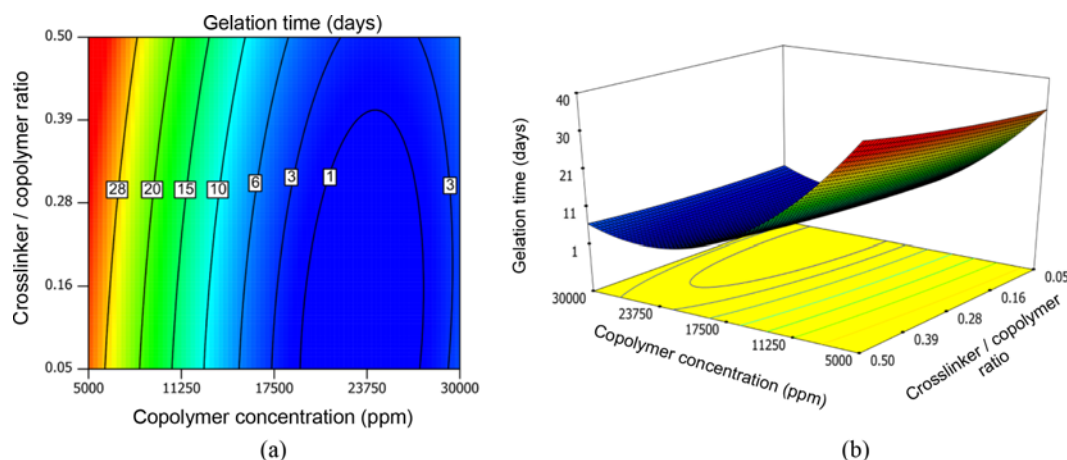 (a)
Gelation time (days)
Crosslinker / copolymer ratio
0.50
0.39
0.28
0.16
0.05
28 20 15 10 6 3 1 3
5000 11250 17500 23750 30000
Copolymer concentration (ppm)
(a)
Gelation time (days)
40
30
21
11
1
30000
23750
17500
11250
5000
Copolymer concentration (ppm)
0.50
0.39
0.28
0.16
0.05
Crosslinker / copolymer
ratio
(b)